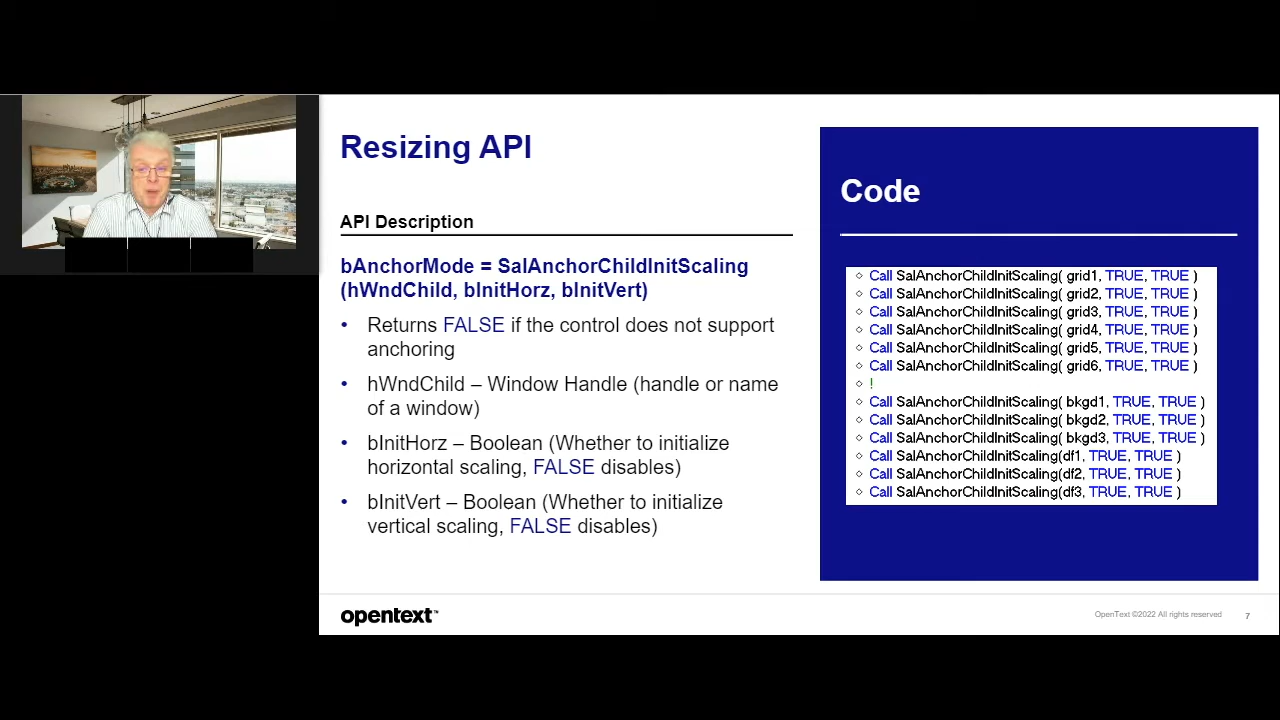 Resizing API
API Description
bAnchorMode = SalAnchorChildInitScaling
(hWndChild, bInitHorz, bInitVert)
• Returns FALSE if the control does not support
anchoring
• hWndChild – Window Handle (handle or name
of a window)
• bInitHorz – Boolean (Whether to initialize
horizontal scaling, FALSE disables)
• bInitVert – Boolean (Whether to initialize
vertical scaling, FALSE disables)
Code
◇ Call SalAnchorChildInitScaling( grid1, TRUE, TRUE )
◇ Call SalAnchorChildInitScaling( grid2, TRUE, TRUE )
◇ Call SalAnchorChildInitScaling( grid3, TRUE, TRUE )
◇ Call SalAnchorChildInitScaling( grid4, TRUE, TRUE )
◇ Call SalAnchorChildInitScaling( grid5, TRUE, TRUE )
◇ Call SalAnchorChildInitScaling( grid6, TRUE, TRUE )
◇ !
◇ Call SalAnchorChildInitScaling( bkgd1, TRUE, TRUE )
◇ Call SalAnchorChildInitScaling( bkgd2, TRUE, TRUE )
◇ Call SalAnchorChildInitScaling( bkgd3, TRUE, TRUE )
◇ Call SalAnchorChildInitScaling(df1, TRUE, TRUE )
◇ Call SalAnchorChildInitScaling(df2, TRUE, TRUE )
◇ Call SalAnchorChildInitScaling(df3, TRUE, TRUE )
opentext™
OpenText ©2022 All rights reserved
7